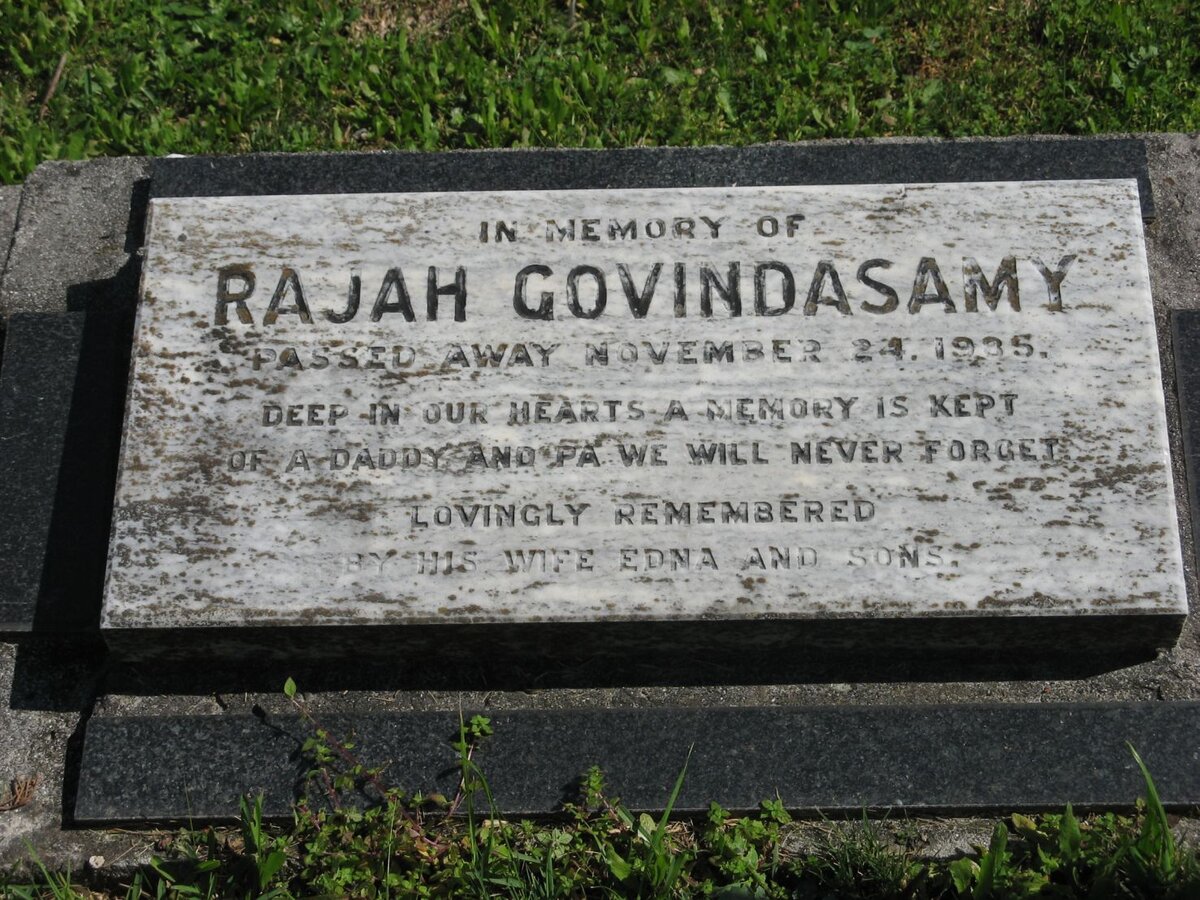 IN MEMORY OF
RAJAH GOVINDASAMY
PASSED AWAY NOVEMBER 24. 1935.
DEEP IN OUR HEARTS A MEMORY IS KEPT
OF A DADDY AND PA WE WILL NEVER FORGET
LOVINGLY REMEMBERED
BY HIS WIFE EDNA AND SONS.